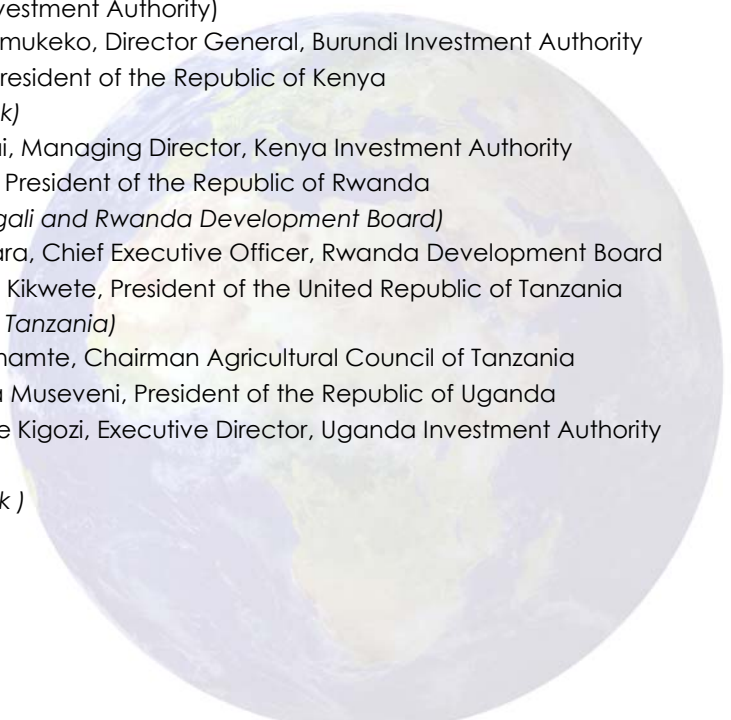 vestment Authority)
mukeko, Director General, Burundi Investment Authority
resident of the Republic of Kenya
k)
i, Managing Director, Kenya Investment Authority
President of the Republic of Rwanda
gali and Rwanda Development Board)
ara, Chief Executive Officer, Rwanda Development Board
Kikwete, President of the United Republic of Tanzania
Tanzania)
hamte, Chairman Agricultural Council of Tanzania
a Museveni, President of the Republic of Uganda
e Kigozi, Executive Director, Uganda Investment Authority
k )